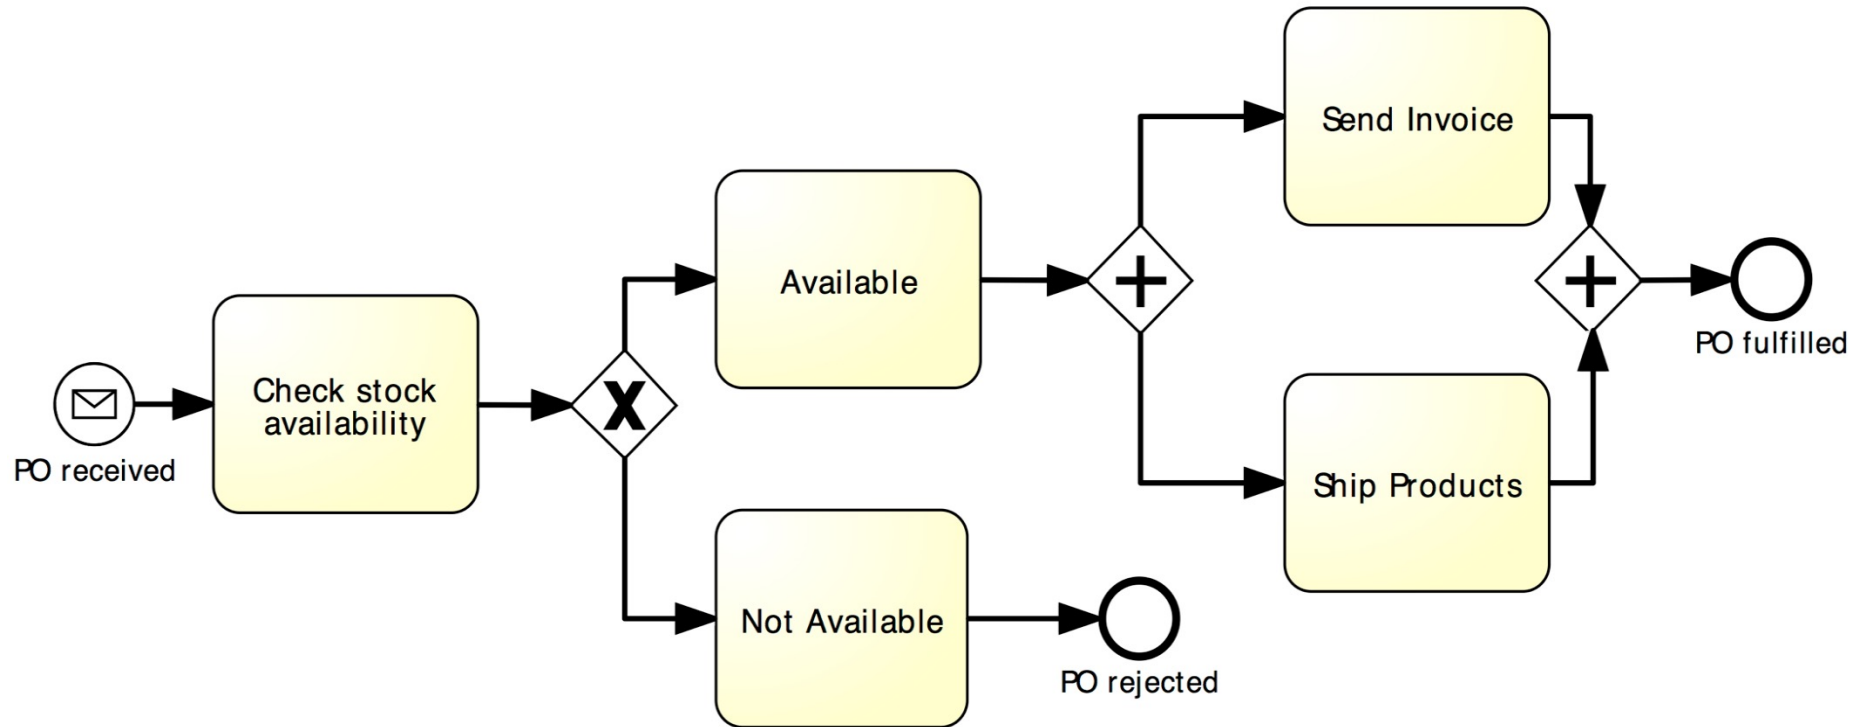 PO received
Check stock
availability
X
Available
Not Available
PO rejected
Send Invoice
Ship Products
PO fulfilled